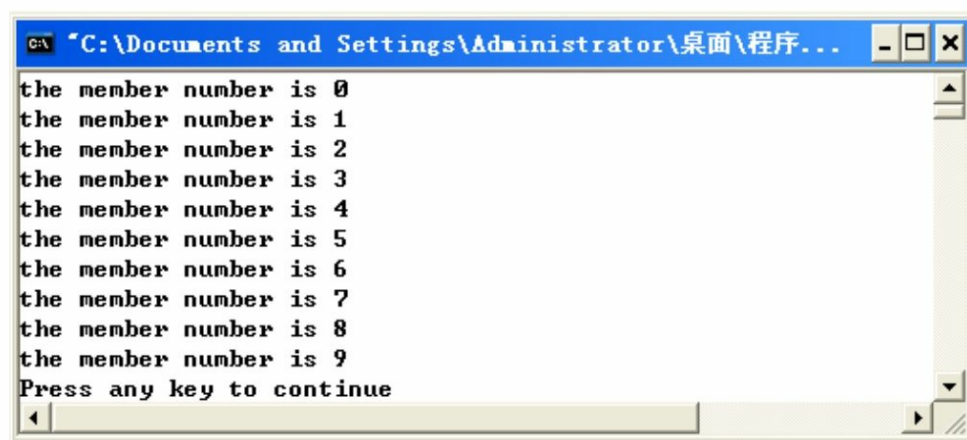 "C:\Documents and Settings\Administrator\桌面\程序...
the member number is 0
the member number is 1
the member number is 2
the member number is 3
the member number is 4
the member number is 5
the member number is 6
the member number is 7
the member number is 8
the member number is 9
Press any key to continue